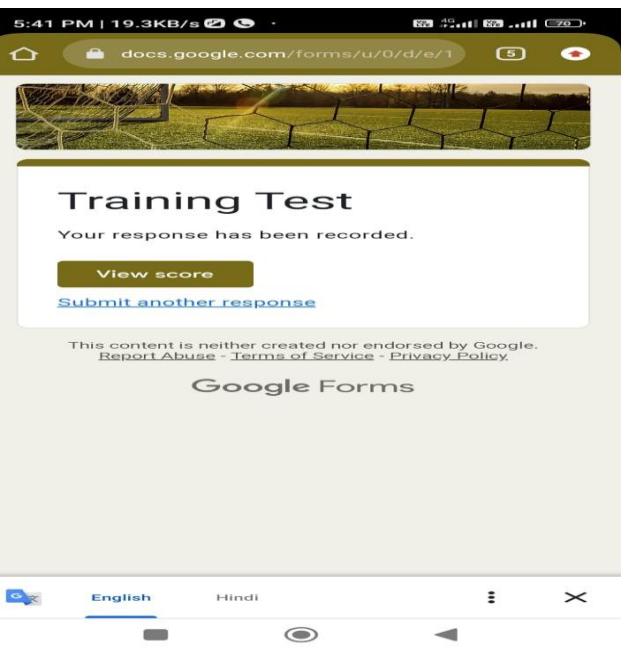 5:41 PM | 19.3KB/s
4G
70
docs.google.com/forms/u/0/d/e/1
5
Training Test
Your response has been recorded.
View score
Submit another response
This content is neither created nor endorsed by Google.
Report Abuse - Terms of Service - Privacy Policy
Google Forms
English Hindi